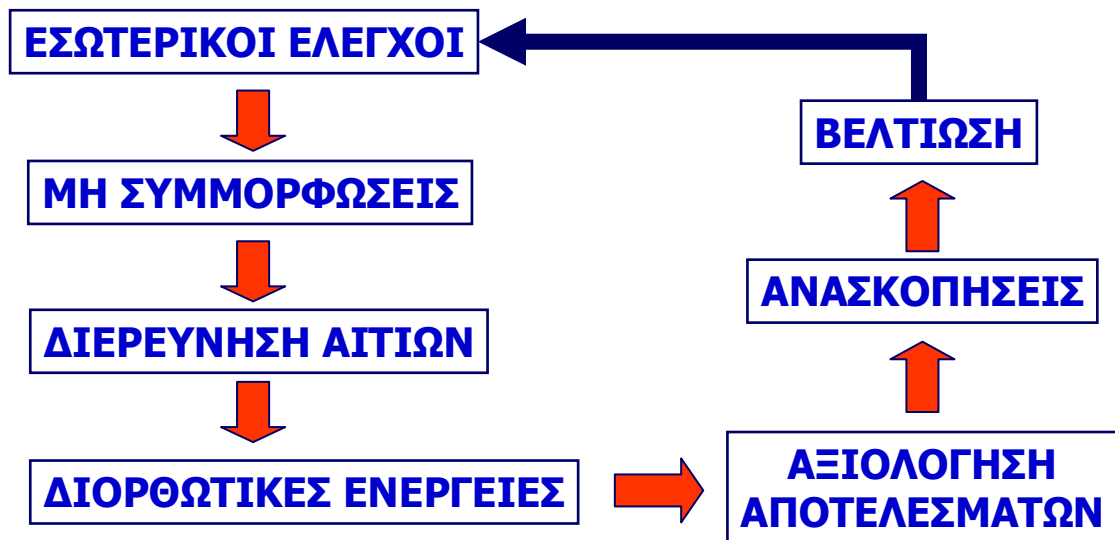 ΕΣΩΤΕΡΙΚΟΙ ΕΛΕΓΧΟΙ
ΜΗ ΣΥΜΜΟΡΦΩΣΕΙΣ
ΔΙΕΡΕΥΝΗΣΗ ΑΙΤΙΩΝ
ΔΙΟΡΘΩΤΙΚΕΣ ΕΝΕΡΓΕΙΕΣ
ΑΞΙΟΛΟΓΗΣΗ
ΑΠΟΤΕΛΕΣΜΑΤΩΝ
ΑΝΑΣΚΟΠΗΣΕΙΣ
ΒΕΛΤΙΩΣΗ